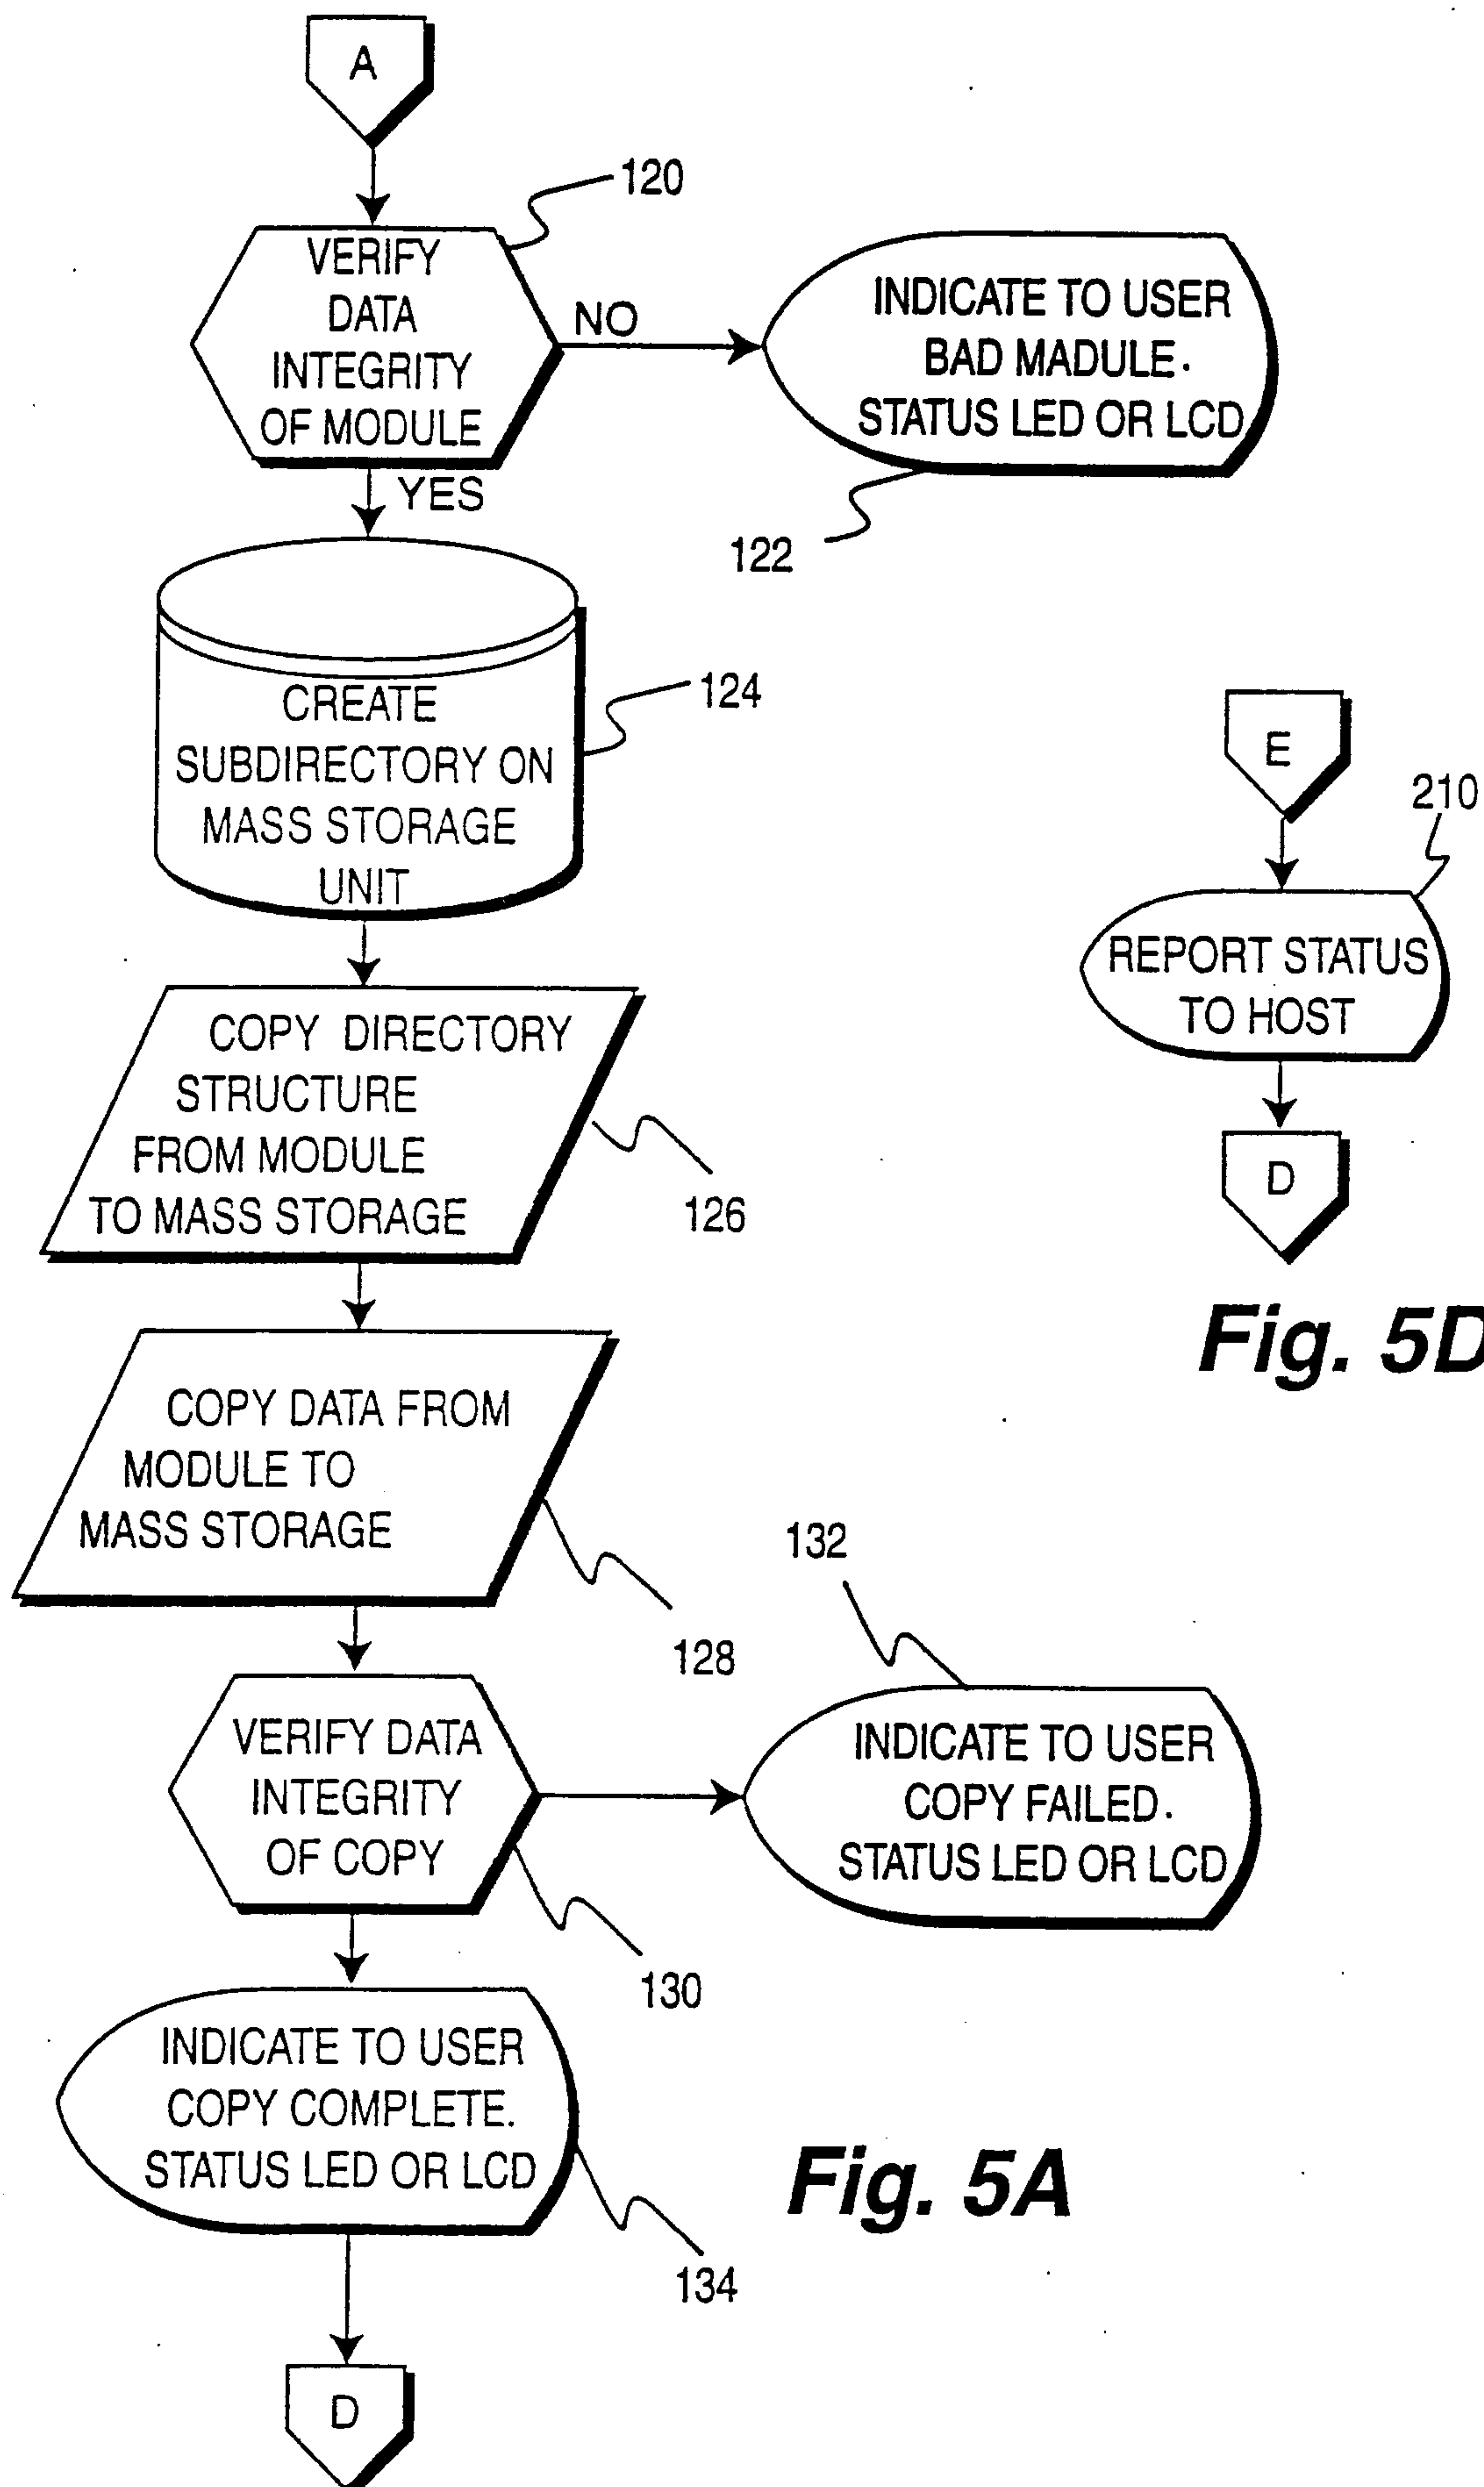 A
120
VERIFY
DATA
INTEGRITY
OF MODULE
NO
INDICATE TO USER
BAD MADULE.
STATUS LED OR LCD
122
YES
CREATE
SUBDIRECTORY ON
MASS STORAGE
UNIT
124
COPY DIRECTORY
STRUCTURE
FROM MODULE
TO MASS STORAGE
126
COPY DATA FROM
MODULE TO
MASS STORAGE
128
VERIFY DATA
INTEGRITY
OF COPY
130
132
INDICATE TO USER
COPY FAILED.
STATUS LED OR LCD
INDICATE TO USER
COPY COMPLETE.
STATUS LED OR LCD
134
D
Fig. 5A
E
210
REPORT STATUS
TO HOST
D
Fig. 5D